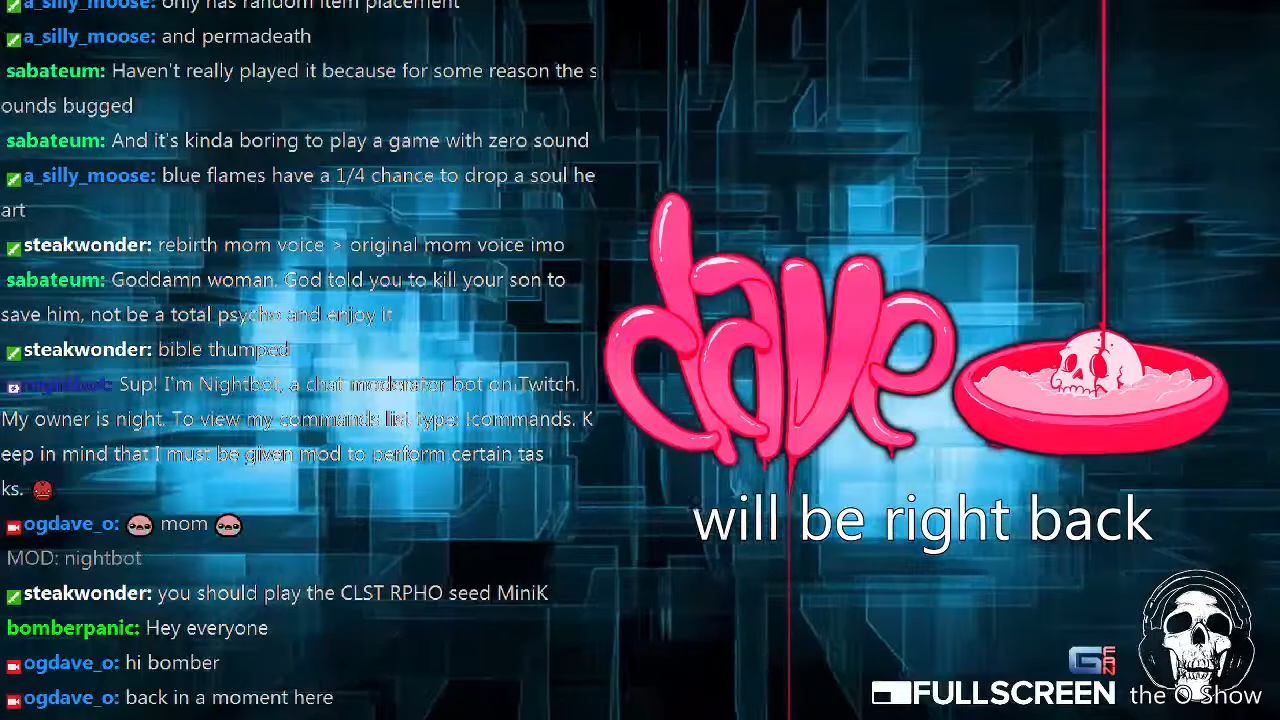 a_silly_moose: only has random item placement
a_silly_moose: and permadeath
sabateum: Haven't really played it because for some reason the s
ounds bugged
sabateum: And it's kinda boring to play a game with zero sound
a_silly_moose: blue flames have a 1/4 chance to drop a soul he
art
steakwonder: rebirth mom voice > original mom voice imo
sabateum: Goddamn woman. God told you to kill your son to
save him, not be a total psycho and enjoy it
steakwonder: bible thumped
nightbot: Sup! I'm Nightbot, a chat moderator bot on Twitch.
My owner is night. To view my commands list type: !commands. K
eep in mind that I must be given mod to perform certain tas
ks.
ogdave_o: mom
MOD: nightbot
steakwonder: you should play the CLST RPHO seed MiniK
bomberpanic: Hey everyone
ogdave_o: hi bomber
ogdave_o: back in a moment here
dave
will be right back
G FAN
FULLSCREEN
the O Show